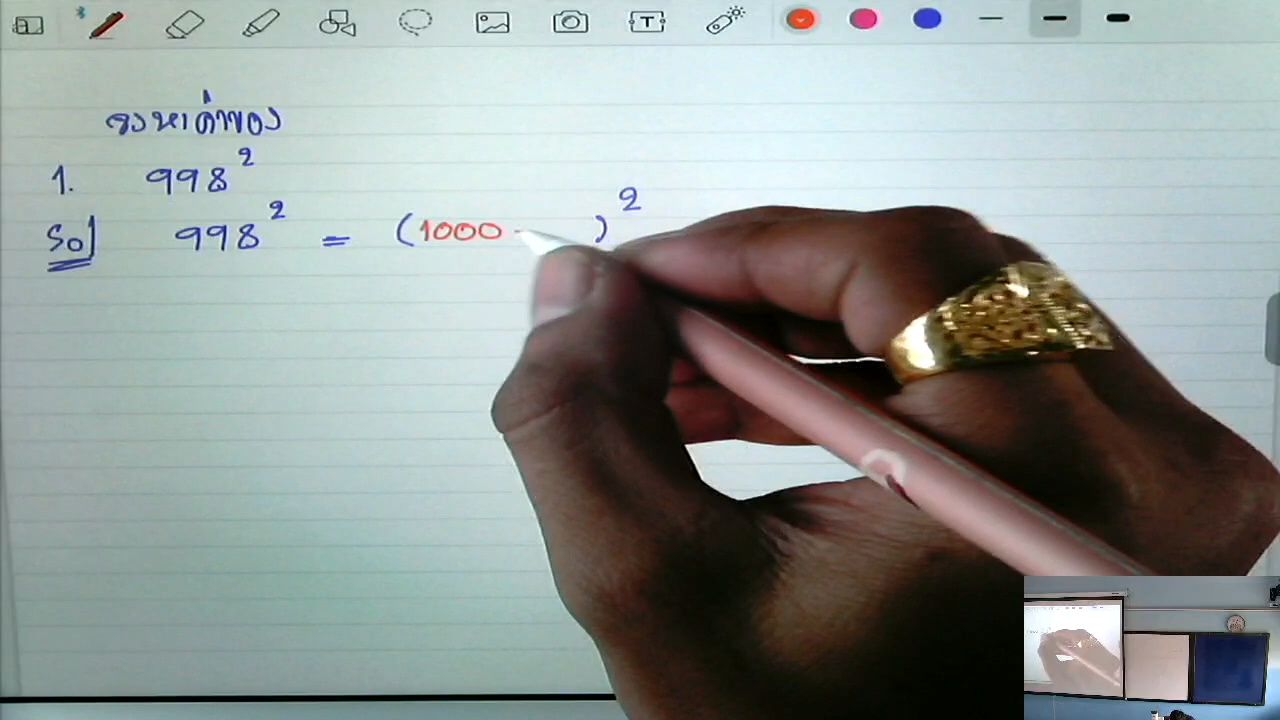 จงหาค่าของ
1. 998²
Sol 998² = (1000 - )²